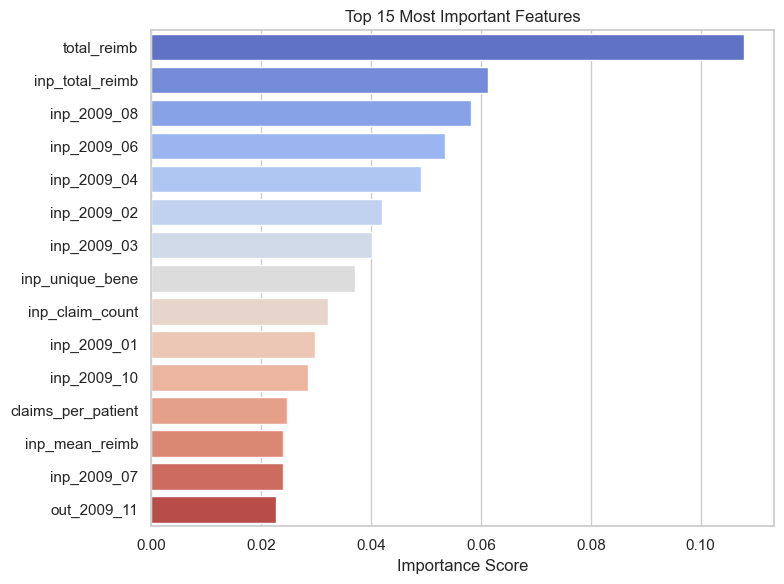 Top 15 Most Important Features
total_reimb
inp_total_reimb
inp_2009_08
inp_2009_06
inp_2009_04
inp_2009_02
inp_2009_03
inp_unique_bene
inp_claim_count
inp_2009_01
inp_2009_10
claims_per_patient
inp_mean_reimb
inp_2009_07
out_2009_11
0.00 0.02 0.04 0.06 0.08 0.10
Importance Score